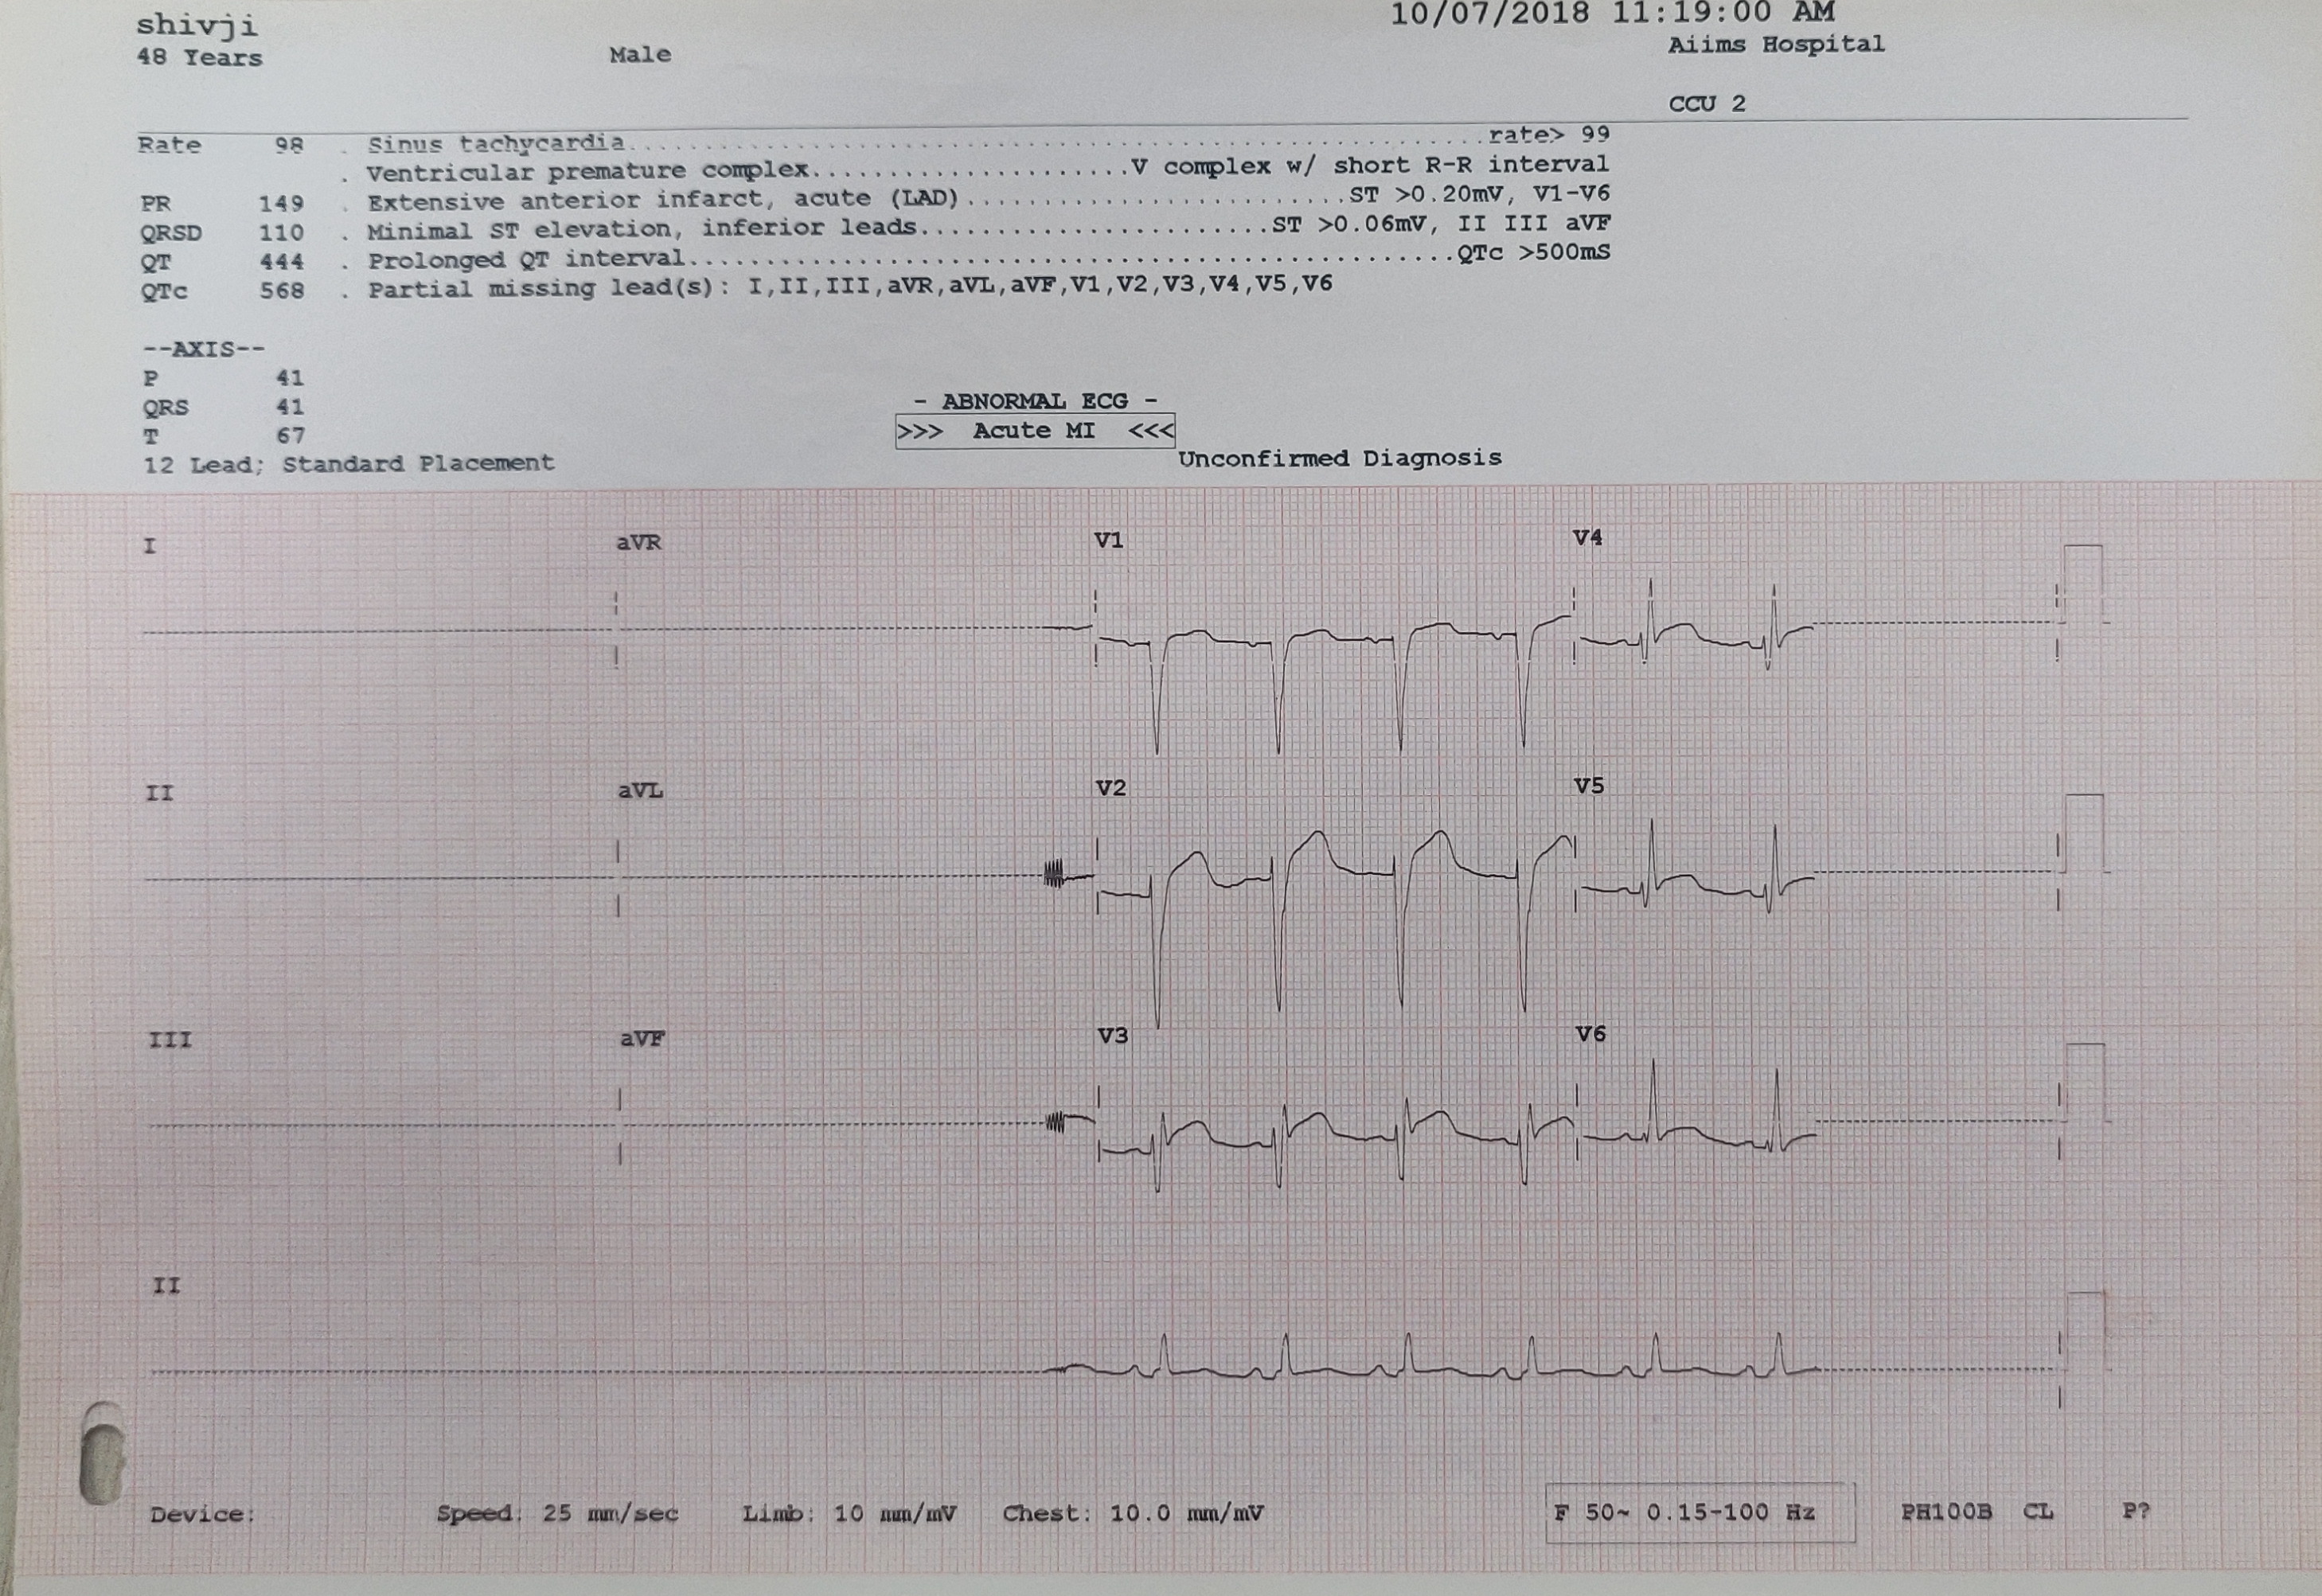 10/07/2018 11:19:00 AM
shivji
48 Years Male Aiims Hospital
CCU 2
Rate 98 . Sinus tachycardia.......................................................rate> 99
. Ventricular premature complex.....................V complex w/ short R-R interval
PR 149 . Extensive anterior infarct, acute (LAD).........................ST >0.20mV, V1-V6
QRSD 110 . Minimal ST elevation, inferior leads.......................ST >0.06mV, II III aVF
QT 444 . Prolonged QT interval..................................................QTc >500mS
QTc 568 . Partial missing lead(s): I,II,III,aVR,aVL,aVF,V1,V2,V3,V4,V5,V6
--AXIS--
P 41
QRS 41
T 67
- ABNORMAL ECG -
>>> Acute MI <<<
12 Lead; Standard Placement Unconfirmed Diagnosis
I aVR V1 V4
II aVL V2 V5
III aVF V3 V6
II
Device: Speed: 25 mm/sec Limb: 10 mm/mV Chest: 10.0 mm/mV F 50~ 0.15-100 Hz PH100B CL P?